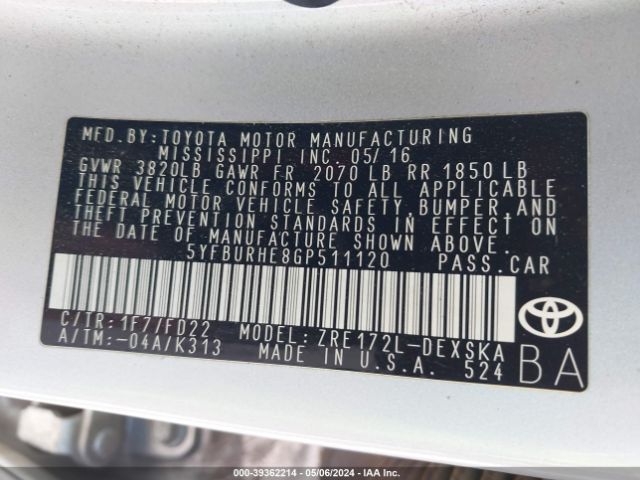 MFD.BY:TOYOTA MOTOR MANUFACTURING
MISSISSIPPI INC. 05/16
GVWR 3820LB GAWR FR 2070 LB RR 1850 LB
THIS VEHICLE CONFORMS TO ALL APPLICABLE
FEDERAL MOTOR VEHICLE SAFETY,BUMPER,AND
THEFT PREVENTION STANDARDS IN EFFECT ON
THE DATE OF MANUFACTURE SHOWN ABOVE.
5YFBURHE8GP511120 PASS.CAR
C/TR:1F7/FD22 MODEL:ZRE172L-DEXSKA
A/TM:-04A/K313 MADE IN U.S.A. 524
BA
TOYOTA
000-39362214 - 05/06/2024 - IAA Inc.